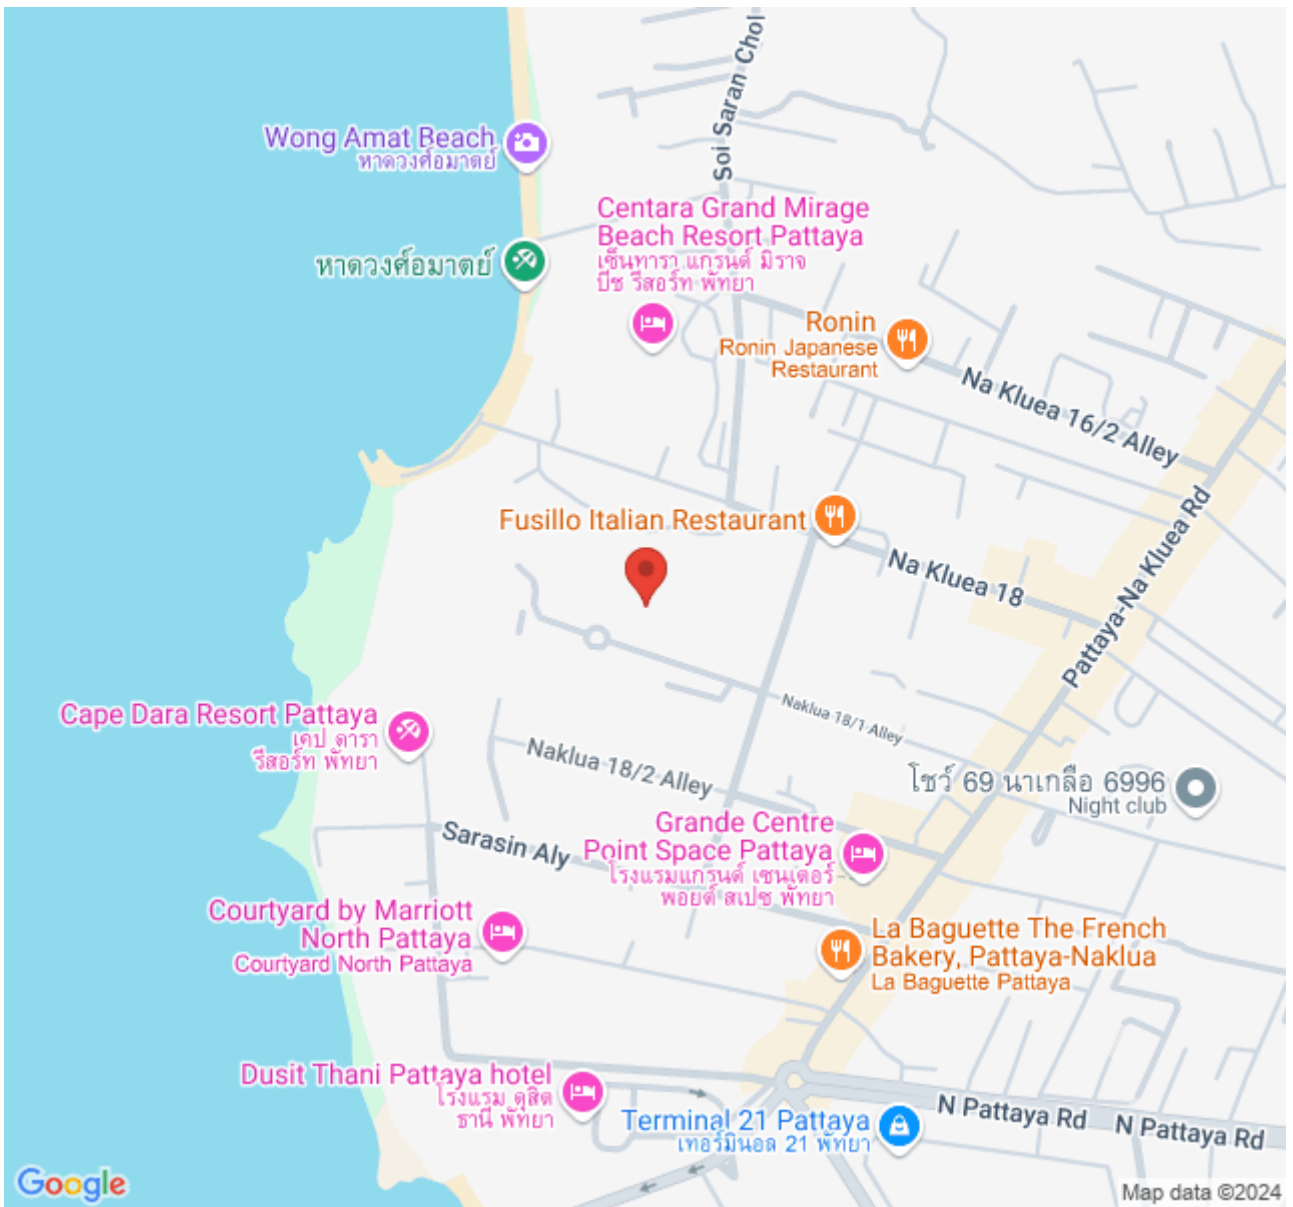 Soi Saran Chol
Wong Amat Beach
หาดวงศ์อมาตย์
Centara Grand Mirage
Beach Resort Pattaya
เซ็นทารา แกรนด์ มิราจ
บีช รีสอร์ท พัทยา
หาดวงศ์อมาตย์
Ronin
Ronin Japanese
Restaurant
Na Kluea 16/2 Alley
Fusillo Italian Restaurant
Na Kluea 18
Pattaya-Na Kluea Rd
Cape Dara Resort Pattaya
เคป ดารา
รีสอร์ท พัทยา
Naklua 18/1 Alley
Naklua 18/2 Alley
โชว์ 69 นาเกลือ 6996
Night club
Grande Centre
Point Space Pattaya
โรงแรมแกรนด์ เซนเตอร์
พอยต์ สเปซ พัทยา
Sarasin Aly
Courtyard by Marriott
North Pattaya
Courtyard North Pattaya
La Baguette The French
Bakery, Pattaya-Naklua
La Baguette Pattaya
Dusit Thani Pattaya hotel
โรงแรม ดุสิต
ธานี พัทยา
Terminal 21 Pattaya
เทอร์มินอล 21 พัทยา
N Pattaya Rd
N Pattaya Rd
Google
Map data ©2024